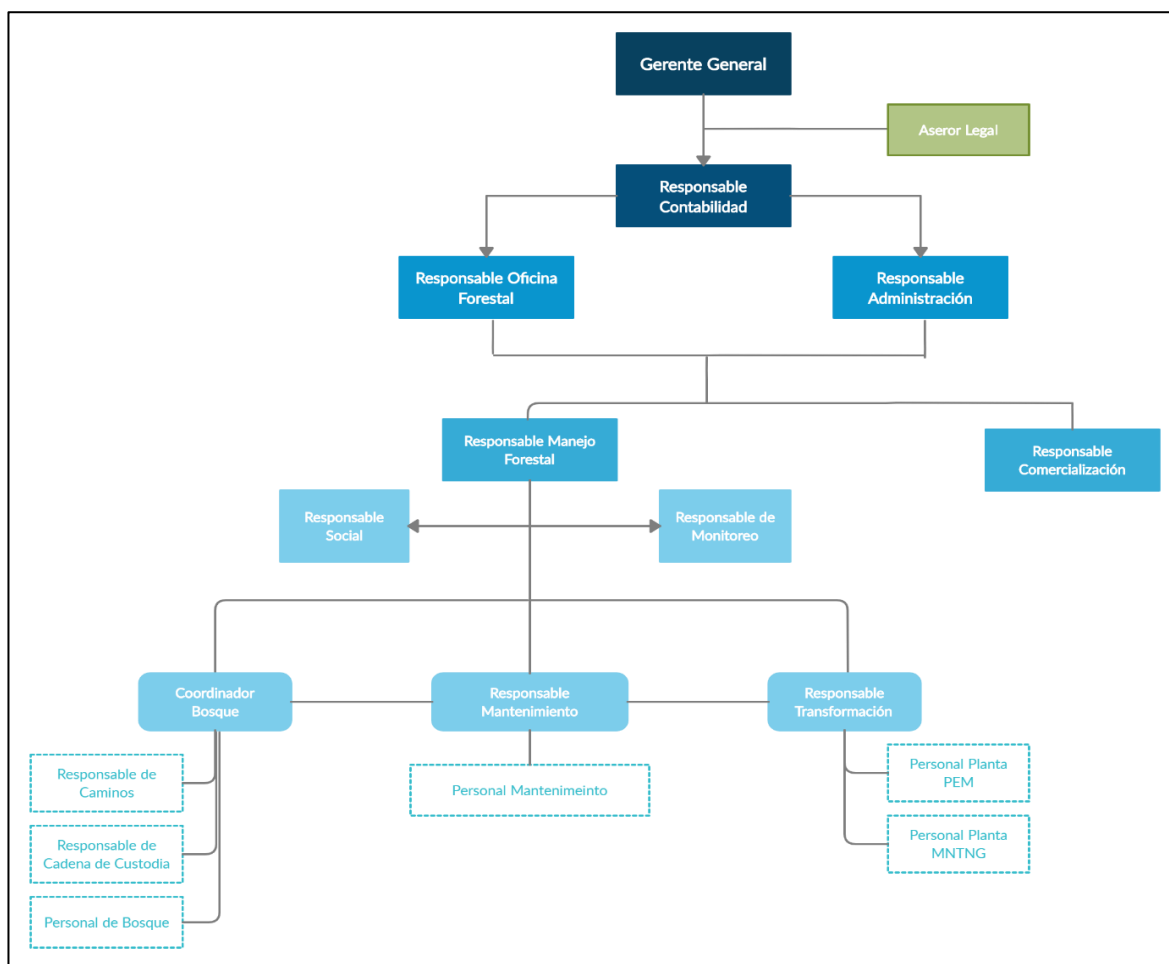 Gerente General
Aseror Legal
Responsable
Contabilidad
Responsable Oficina
Forestal
Responsable
Administración
Responsable Manejo
Forestal
Responsable
Comercialización
Responsable
Social
Responsable de
Monitoreo
Coordinador
Bosque
Responsable
Mantenimiento
Responsable
Transformación
Responsable de
Caminos
Responsable de
Cadena de Custodía
Personal de Bosque
Personal Mantenimeinto
Personal Planta
PEM
Personal Planta
MNTNG